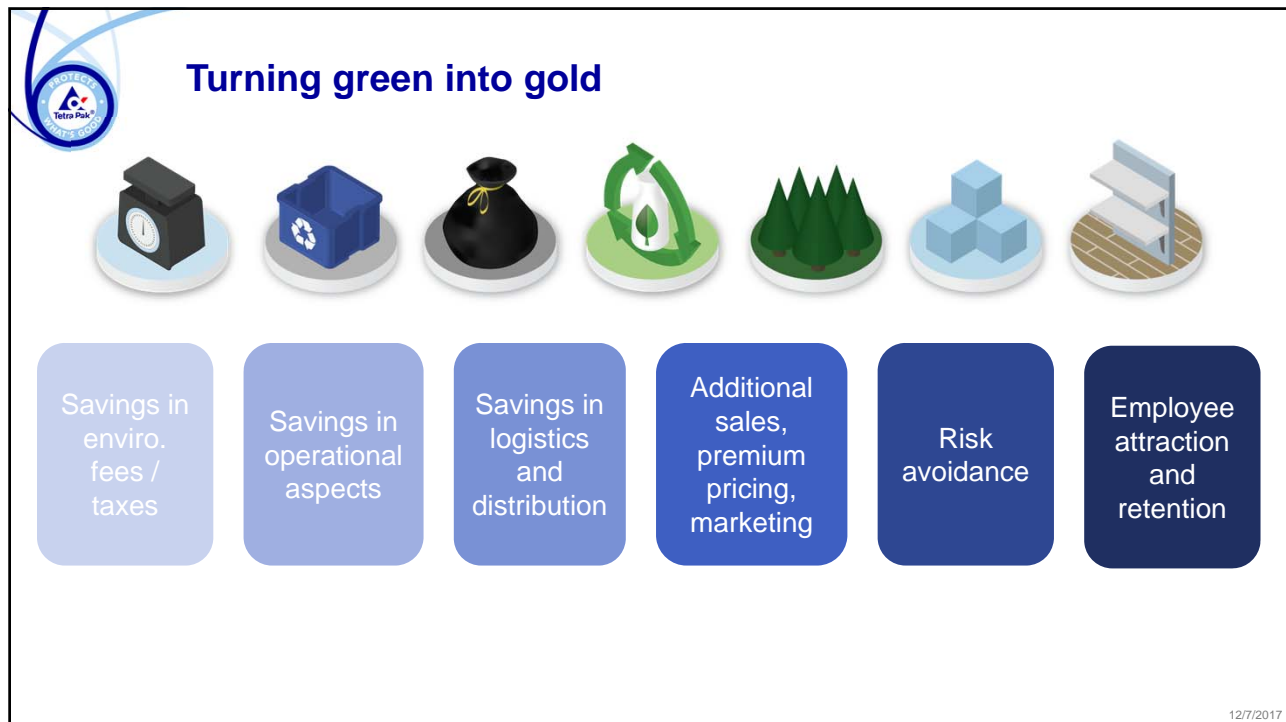 Turning green into gold
PROTECTS
Tetra Pak®
WHAT'S GOOD
Savings in
enviro.
fees /
taxes
Savings in
operational
aspects
Savings in
logistics
and
distribution
Additional
sales,
premium
pricing,
marketing
Risk
avoidance
Employee
attraction
and
retention
12/7/2017